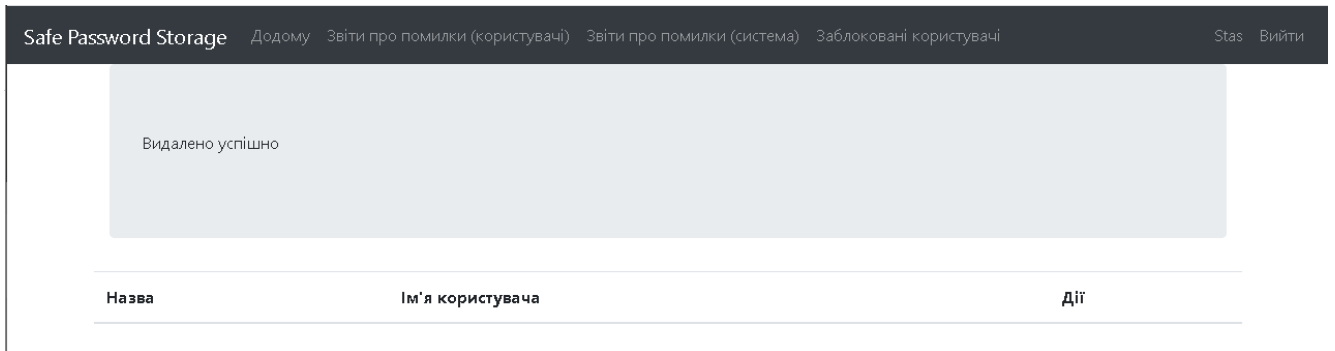 Safe Password Storage Додому Звіти про помилки (користувачі) Звіти про помилки (система) Заблоковані користувачі Stas Вийти
Видалено успішно
Назва Ім'я користувача Дії